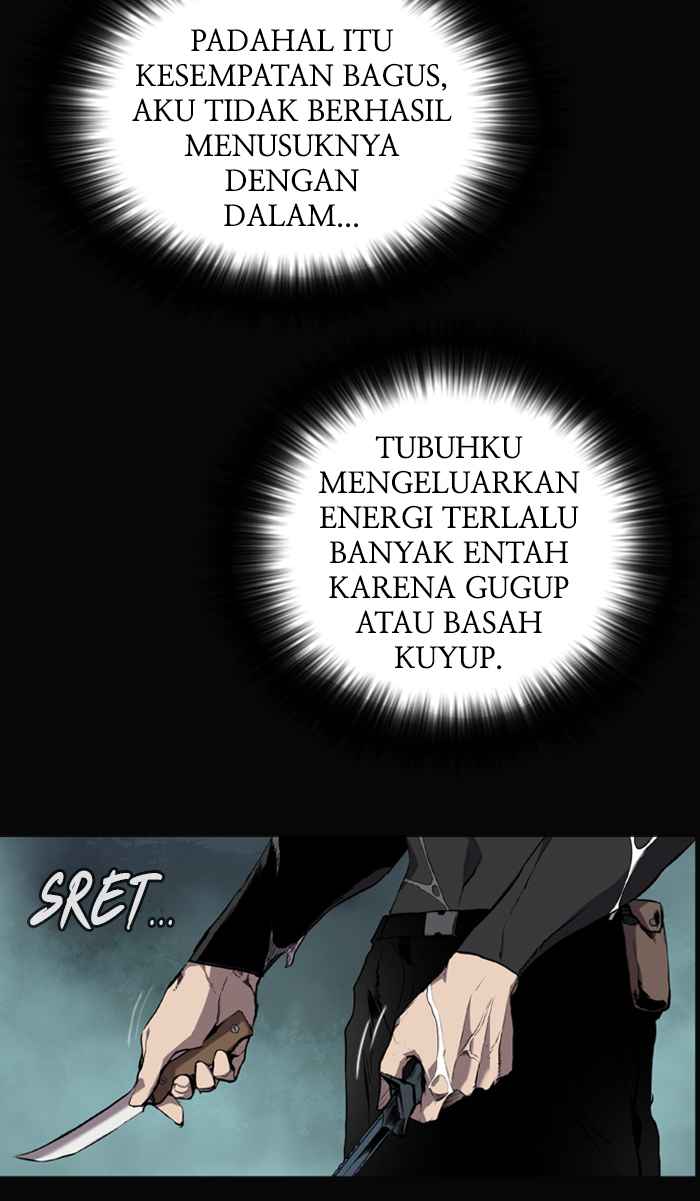 PADAHAL ITU
KESEMPATAN BAGUS,
AKU TIDAK BERHASIL
MENUSUKNYA
DENGAN
DALAM...
TUBUHKU
MENGELUARKAN
ENERGI TERLALU
BANYAK ENTAH
KARENA GUGUP
ATAU BASAH
KUYUP.
SRET...